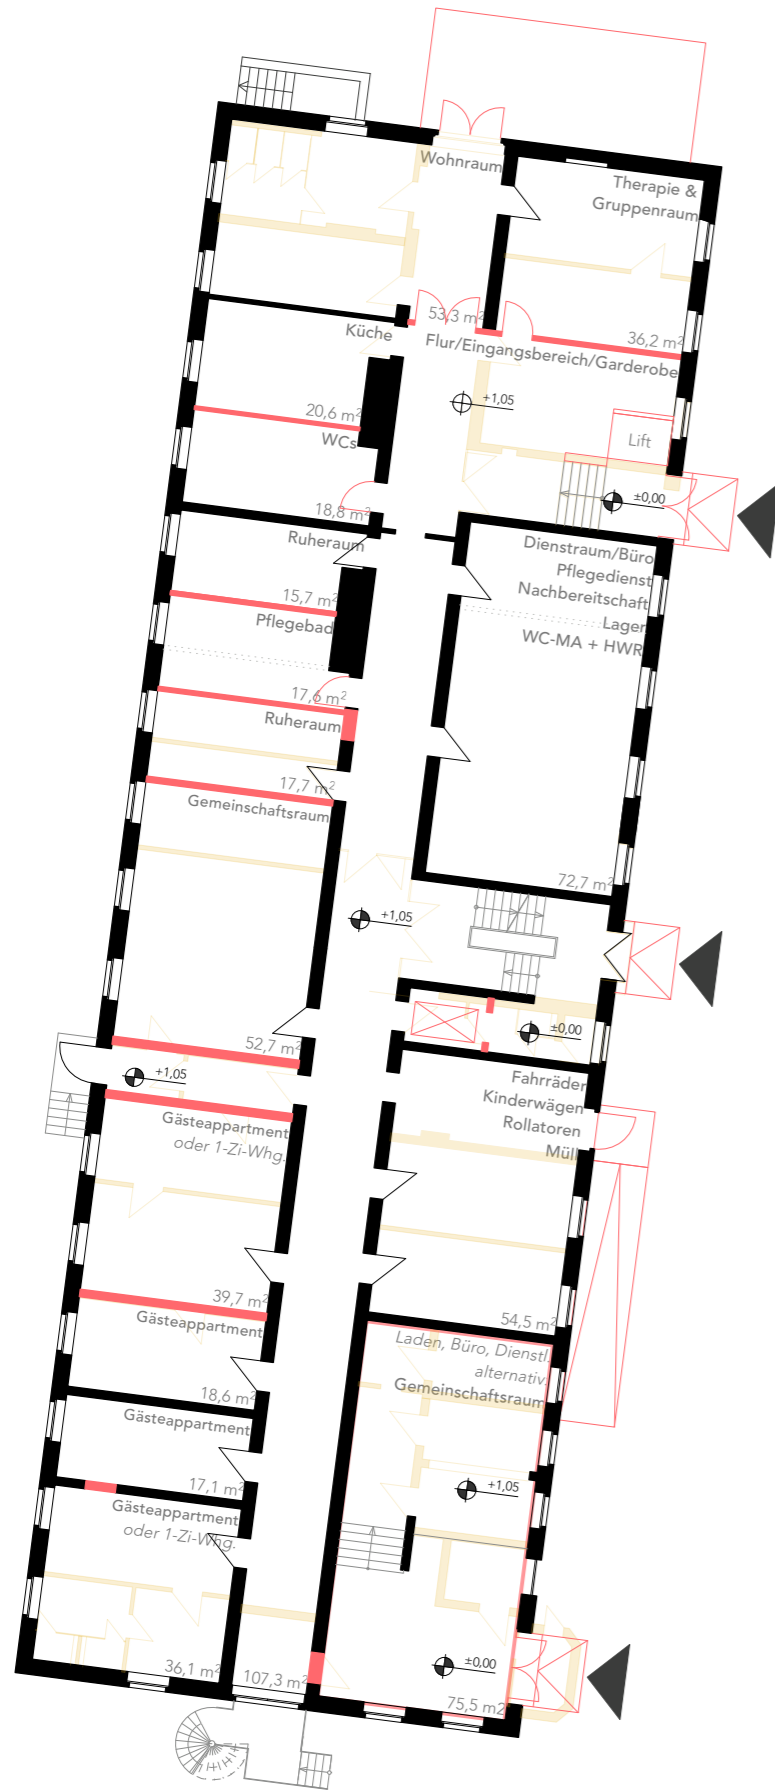 Wohnraum
Therapie &
Gruppenraum
53,3 m²
36,2 m²
Küche
Flur/Eingangsbereich/Garderobe
+1,05
20,6 m²
WCs
Lift
±0,00
18,8 m²
Ruheraum
Dienstraum/Büro
Pflegedienst
Nachbereitschaft
Lager
WC-MA + HWR
15,7 m²
Pflegebad
17,6 m²
Ruheraum
17,7 m²
Gemeinschaftsraum
72,7 m²
+1,05
±0,00
52,7 m²
+1,05
Fahrräder
Kinderwägen
Rollatoren
Müll
Gästeappartment
oder 1-Zi-Whg.
39,7 m²
Gästeappartment
54,5 m²
Laden, Büro, Dienstl.
alternativ:
Gemeinschaftsraum
18,6 m²
Gästeappartment
17,1 m²
+1,05
Gästeappartment
oder 1-Zi-Whg.
±0,00
36,1 m²
107,3 m²
75,5 m2